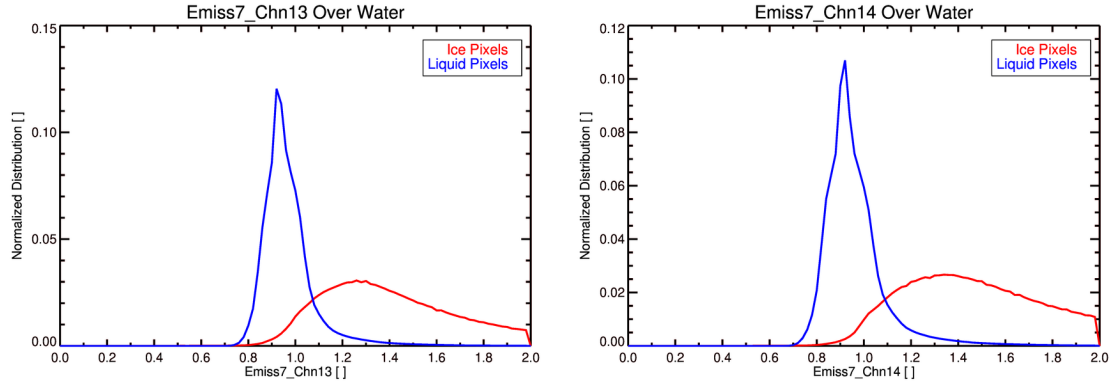 Emiss7_Chn13 Over Water
0.15
0.10
0.05
0.00
Normalized Distribution [ ]
Ice Pixels
Liquid Pixels
0.0 0.2 0.4 0.6 0.8 1.0 1.2 1.4 1.6 1.8 2.0
Emiss7_Chn13 [ ]
Emiss7_Chn14 Over Water
0.12
0.10
0.08
0.06
0.04
0.02
0.00
Normalized Distribution [ ]
Ice Pixels
Liquid Pixels
0.0 0.2 0.4 0.6 0.8 1.0 1.2 1.4 1.6 1.8 2.0
Emiss7_Chn14 [ ]